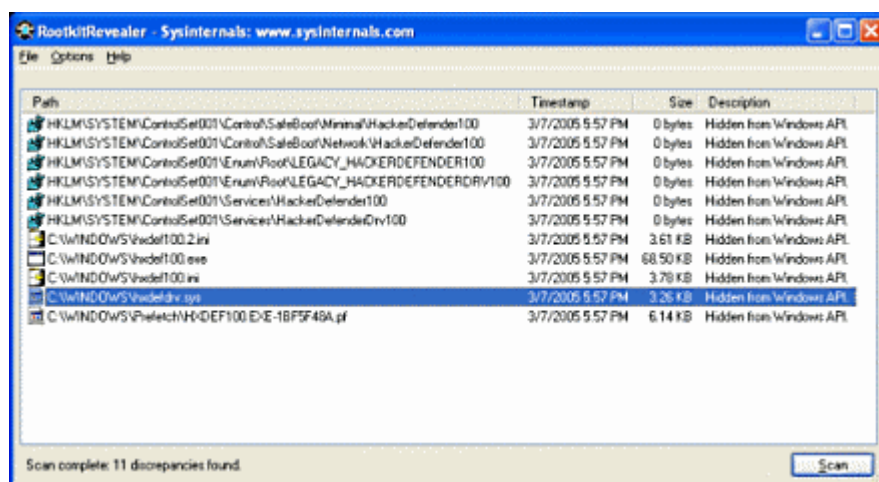 RootkitRevealer - Sysinternals: www.sysinternals.com
File Options Help
Path Timestamp Size Description
HKLM\SYSTEM\ControlSet001\Control\SafeBoot\Minimal\HackerDefender100 3/7/2005 5:57 PM 0 bytes Hidden from Windows API.
HKLM\SYSTEM\ControlSet001\Control\SafeBoot\Network\HackerDefender100 3/7/2005 5:57 PM 0 bytes Hidden from Windows API.
HKLM\SYSTEM\ControlSet001\Enum\Root\LEGACY_HACKERDEFENDER100 3/7/2005 5:57 PM 0 bytes Hidden from Windows API.
HKLM\SYSTEM\ControlSet001\Enum\Root\LEGACY_HACKERDEFENDERDRV100 3/7/2005 5:57 PM 0 bytes Hidden from Windows API.
HKLM\SYSTEM\ControlSet001\Services\HackerDefender100 3/7/2005 5:57 PM 0 bytes Hidden from Windows API.
HKLM\SYSTEM\ControlSet001\Services\HackerDefenderDrv100 3/7/2005 5:57 PM 0 bytes Hidden from Windows API.
C:\WINDOWS\hxdef100.2.ini 3/7/2005 5:57 PM 3.61 KB Hidden from Windows API.
C:\WINDOWS\hxdef100.exe 3/7/2005 5:57 PM 68.50 KB Hidden from Windows API.
C:\WINDOWS\hxdef100.ini 3/7/2005 5:57 PM 3.78 KB Hidden from Windows API.
C:\WINDOWS\hxdefdrv.sys 3/7/2005 5:57 PM 3.26 KB Hidden from Windows API.
C:\WINDOWS\Prefetch\HXDEF100.EXE-1BF5F48A.pf 3/7/2005 5:57 PM 6.14 KB Hidden from Windows API.
Scan complete: 11 discrepancies found.
Scan